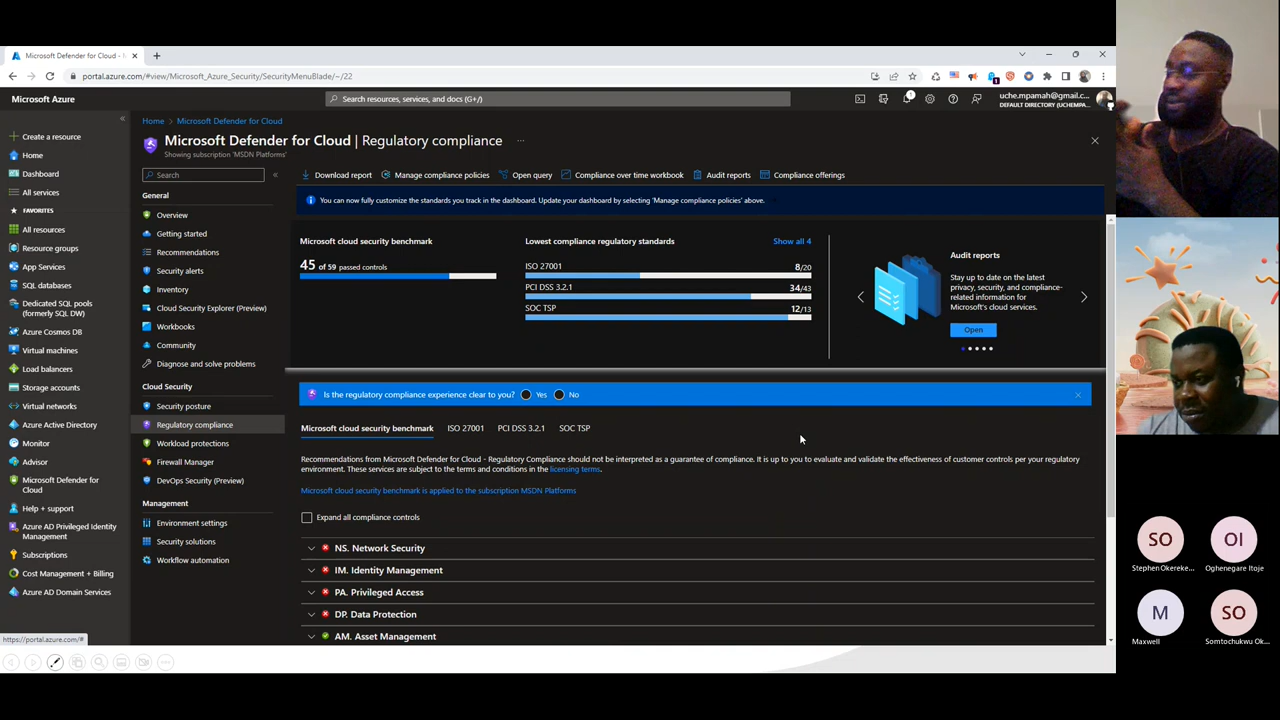 Microsoft Defender for Cloud -
portal.azure.com/#view/Microsoft_Azure_Security/SecurityMenuBlade/~/22
Microsoft Azure
Search resources, services, and docs (G+/)
1
uche.mpamah@gmail.c...
DEFAULT DIRECTORY (UCHEMPA...
Create a resource
Home
Dashboard
All services
FAVORITES
All resources
Resource groups
App Services
SQL databases
Dedicated SQL pools
(formerly SQL DW)
Azure Cosmos DB
Virtual machines
Load balancers
Storage accounts
Virtual networks
Azure Active Directory
Monitor
Advisor
Microsoft Defender for
Cloud
Help + support
Azure AD Privileged Identity
Management
Subscriptions
Cost Management + Billing
Azure AD Domain Services
https://portal.azure.com/#
Home > Microsoft Defender for Cloud
Microsoft Defender for Cloud | Regulatory compliance ...
Showing subscription 'MSDN Platforms'
Search
General
Overview
Getting started
Recommendations
Security alerts
Inventory
Cloud Security Explorer (Preview)
Workbooks
Community
Diagnose and solve problems
Cloud Security
Security posture
Regulatory compliance
Workload protections
Firewall Manager
DevOps Security (Preview)
Management
Environment settings
Security solutions
Workflow automation
Download report
Manage compliance policies
Open query
Compliance over time workbook
Audit reports
Compliance offerings
You can now fully customize the standards you track in the dashboard. Update your dashboard by selecting 'Manage compliance policies' above.
Microsoft cloud security benchmark
45 of 59 passed controls
Lowest compliance regulatory standards
Show all 4
ISO 27001 8/20
PCI DSS 3.2.1 34/43
SOC TSP 12/13
Audit reports
Stay up to date on the latest
privacy, security, and compliance-
related information for
Microsoft's cloud services.
Open
Is the regulatory compliance experience clear to you? Yes No
Microsoft cloud security benchmark
ISO 27001
PCI DSS 3.2.1
SOC TSP
Recommendations from Microsoft Defender for Cloud - Regulatory Compliance should not be interpreted as a guarantee of compliance. It is up to you to evaluate and validate the effectiveness of customer controls per your regulatory
environment. These services are subject to the terms and conditions in the licensing terms.
Microsoft cloud security benchmark is applied to the subscription MSDN Platforms
Expand all compliance controls
NS. Network Security
IM. Identity Management
PA. Privileged Access
DP. Data Protection
AM. Asset Management
SO
Stephen Okereke...
OI
Oghenegare Itoje
M
Maxwell
SO
Somtochukwu Ok...